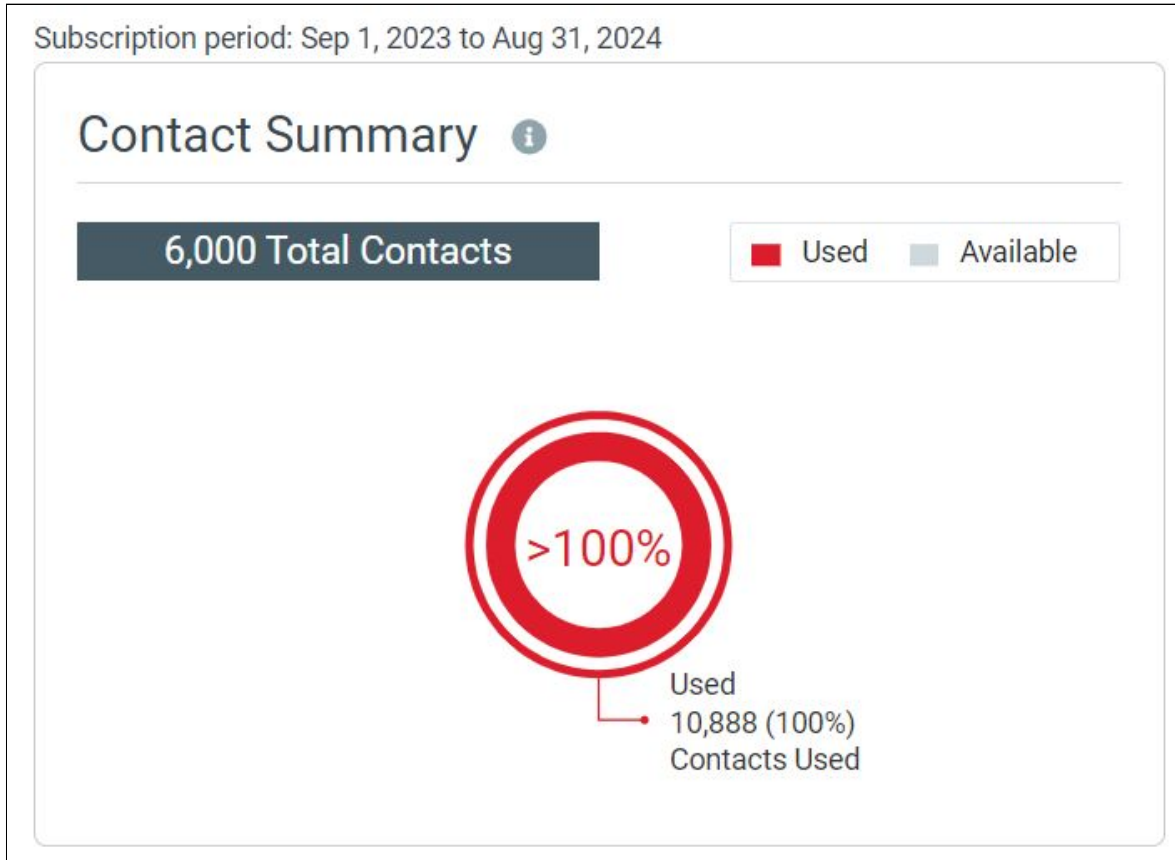 Subscription period: Sep 1, 2023 to Aug 31, 2024
Contact Summary
6,000 Total Contacts
Used
Available
>100%
Used
10,888 (100%)
Contacts Used